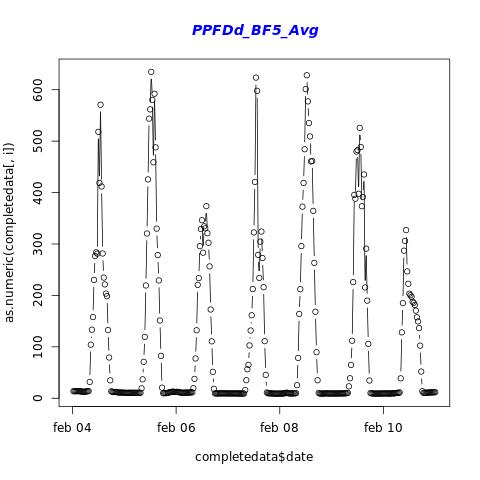 PPFDd_BF5_Avg
as.numeric(completedata[, i])
600
500
400
300
200
100
0
feb 04
feb 06
feb 08
feb 10
completedata$date